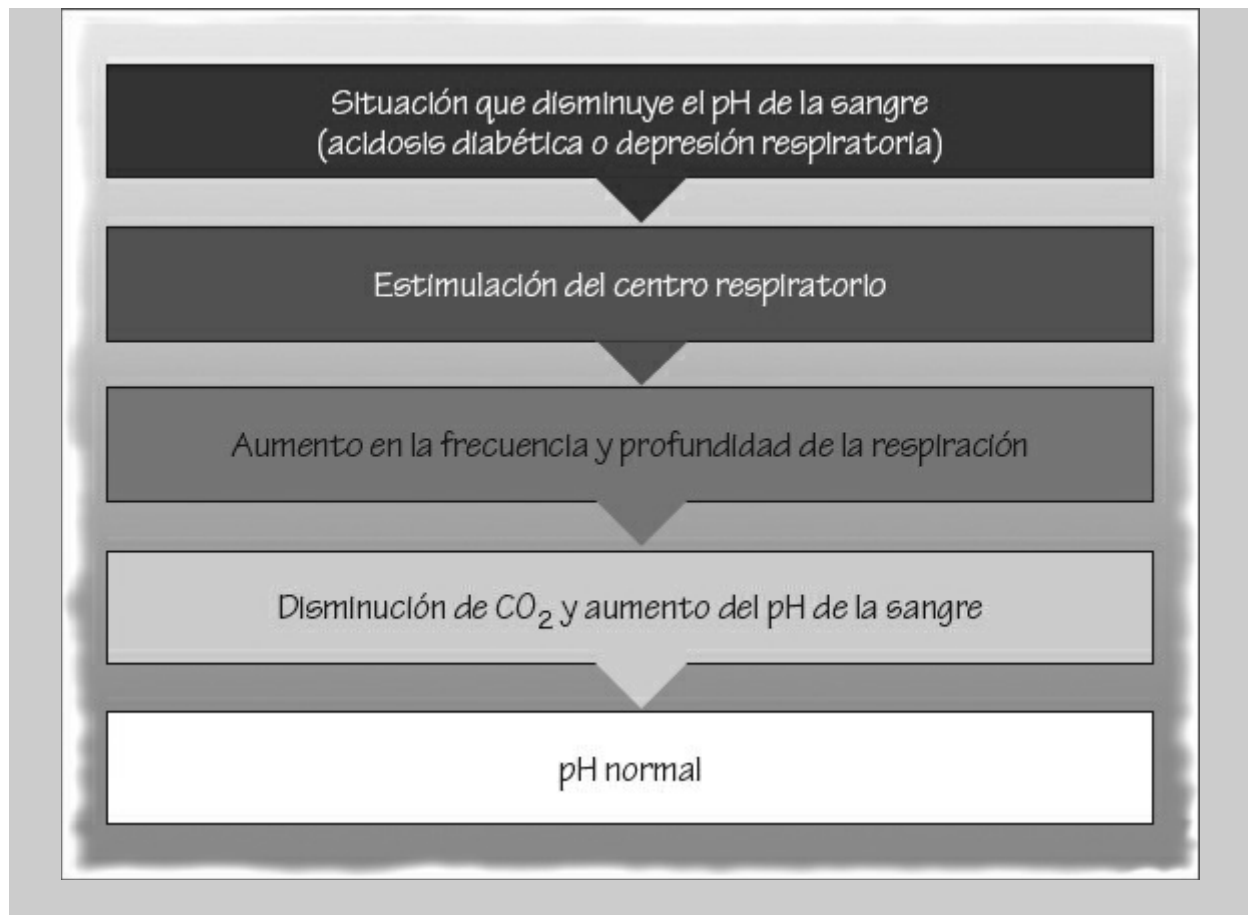 Situación que disminuye el pH de la sangre
(acidosis diabética o depresión respiratoria)
Estimulación del centro respiratorio
Aumento en la frecuencia y profundidad de la respiración
Disminución de CO₂ y aumento del pH de la sangre
pH normal